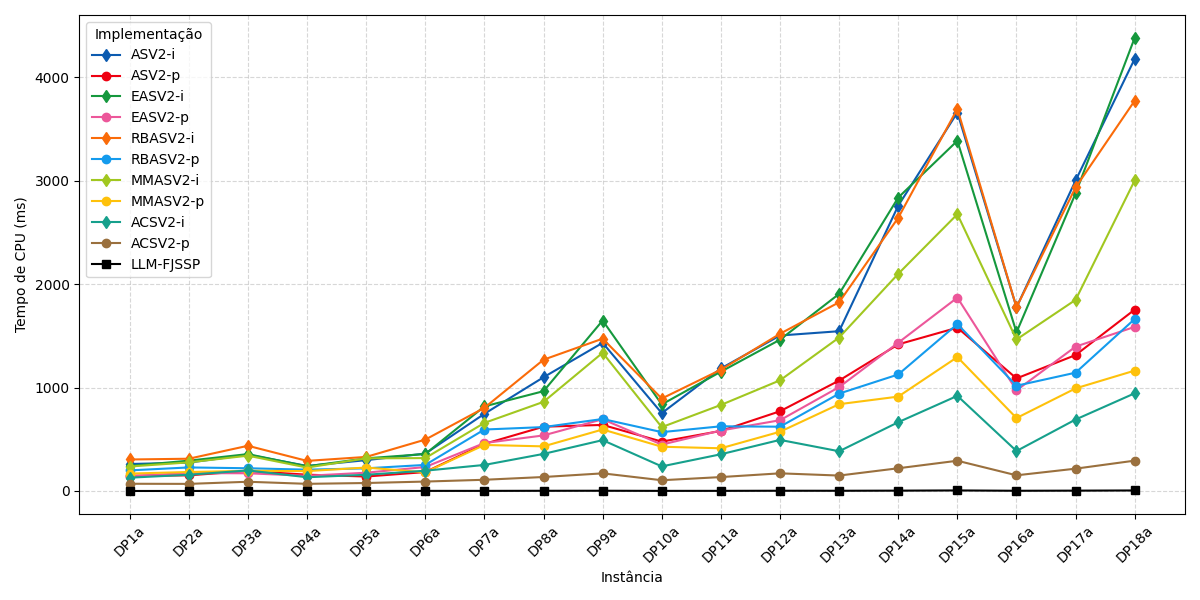 Implementação
ASV2-i
ASV2-p
EASV2-i
EASV2-p
RBASV2-i
RBASV2-p
MMASV2-i
MMASV2-p
ACSV2-i
ACSV2-p
LLM-FJSSP
Tempo de CPU (ms)
4000
3000
2000
1000
0
DP1a
DP2a
DP3a
DP4a
DP5a
DP6a
DP7a
DP8a
DP9a
DP10a
DP11a
DP12a
DP13a
DP14a
DP15a
DP16a
DP17a
DP18a
Instância